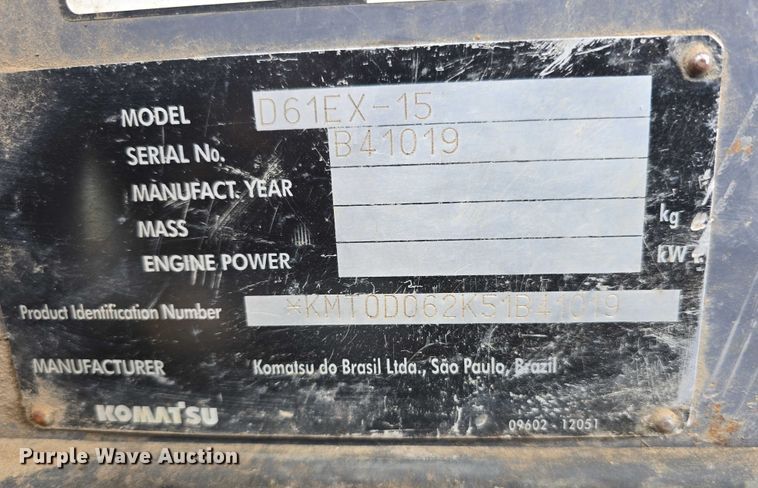 MODEL D61EX-15
SERIAL No. B41019
MANUFACT. YEAR
MASS kg
ENGINE POWER kW
Product Identification Number *KMT0D062K51B41019
MANUFACTURER Komatsu do Brasil Ltda., São Paulo, Brazil
KOMATSU 09602 - 12051
Purple Wave Auction